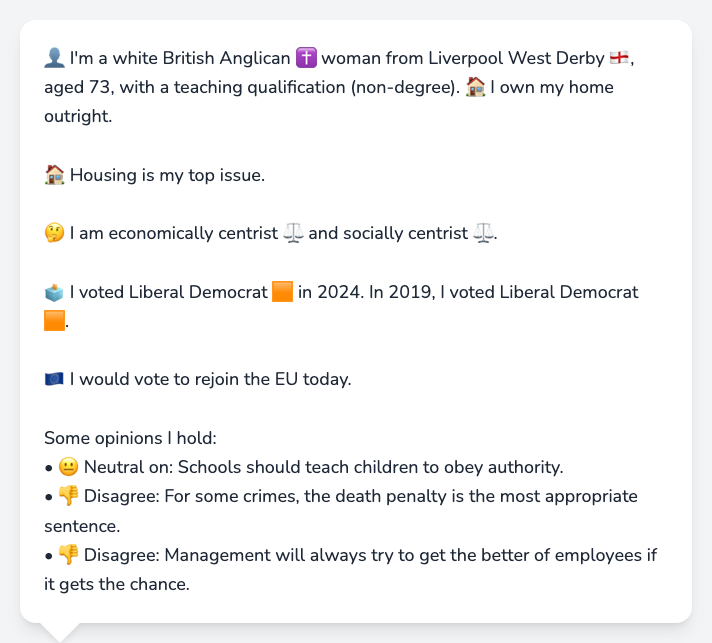 👤 I'm a white British Anglican ✝️ woman from Liverpool West Derby 🏴󠁧󠁢󠁥󠁮󠁧󠁿,
aged 73, with a teaching qualification (non-degree). 🏠 I own my home
outright.
🏠 Housing is my top issue.
🤔 I am economically centrist ⚖️ and socially centrist ⚖️.
🗳️ I voted Liberal Democrat 🟧 in 2024. In 2019, I voted Liberal Democrat
🟧.
🇪🇺 I would vote to rejoin the EU today.
Some opinions I hold:
• 😐 Neutral on: Schools should teach children to obey authority.
• 👎 Disagree: For some crimes, the death penalty is the most appropriate
sentence.
• 👎 Disagree: Management will always try to get the better of employees if
it gets the chance.